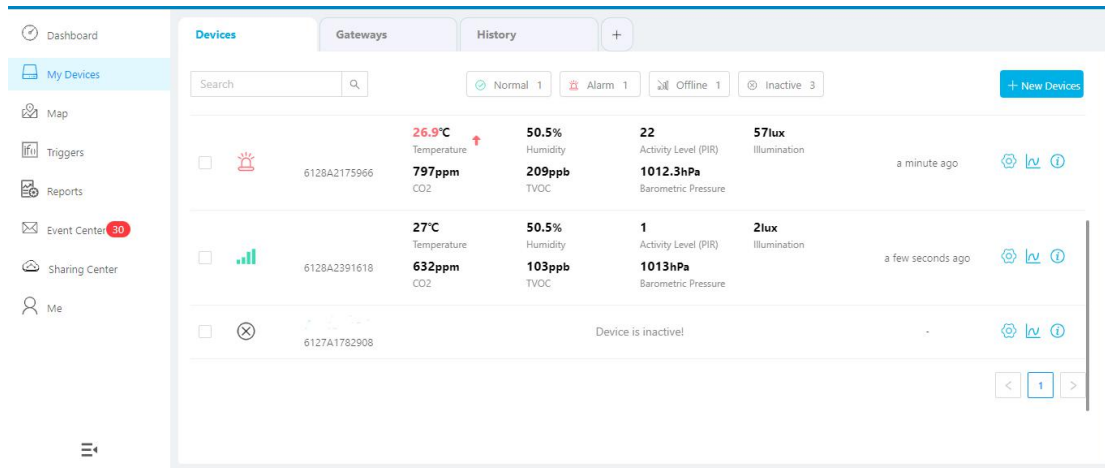 Dashboard
My Devices
Map
Triggers
Reports
Event Center 30
Sharing Center
Me
Devices Gateways History +
Search Normal 1 Alarm 1 Offline 1 Inactive 3 + New Devices
26.9℃ 50.5% 22 57lux
Temperature Humidity Activity Level (PIR) Illumination
6128A2175966 a minute ago
797ppm 209ppb 1012.3hPa
CO2 TVOC Barometric Pressure
27℃ 50.5% 1 2lux
Temperature Humidity Activity Level (PIR) Illumination
6128A2391618 a few seconds ago
632ppm 103ppb 1013hPa
CO2 TVOC Barometric Pressure
Device is inactive! -
6127A1782908
< 1 >